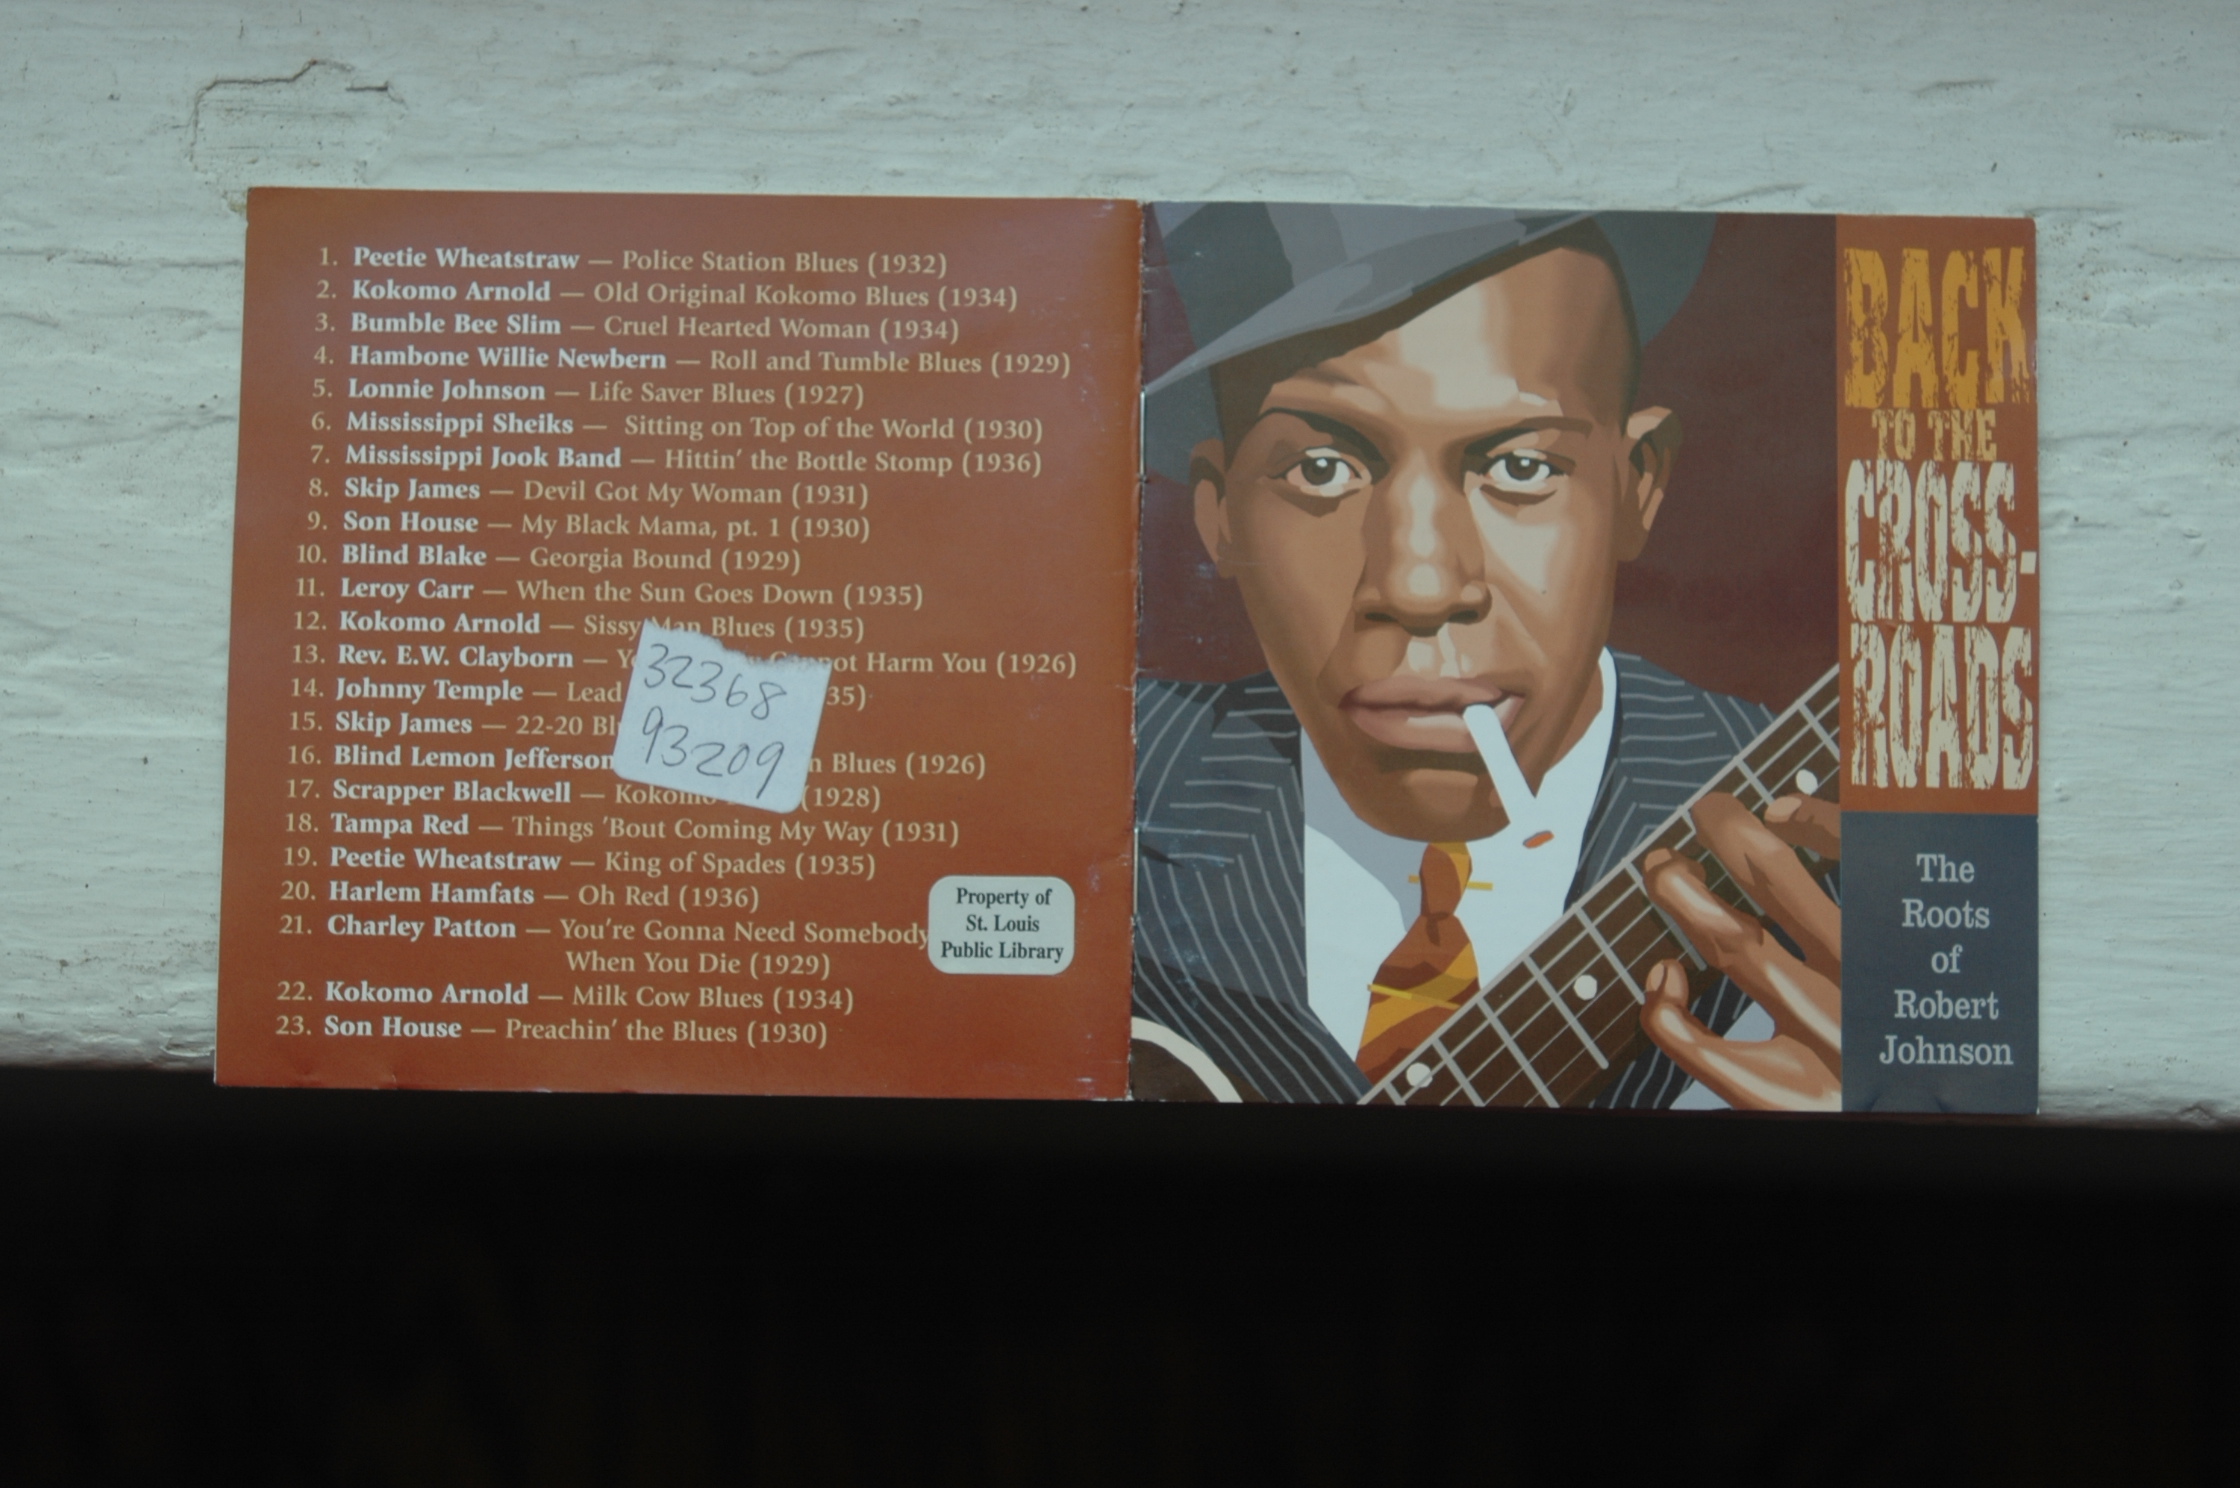 1. Peetie Wheatstraw — Police Station Blues (1932)
2. Kokomo Arnold — Old Original Kokomo Blues (1934)
3. Bumble Bee Slim — Cruel Hearted Woman (1934)
4. Hambone Willie Newbern — Roll and Tumble Blues (1929)
5. Lonnie Johnson — Life Saver Blues (1927)
6. Mississippi Sheiks — Sitting on Top of the World (1930)
7. Mississippi Jook Band — Hittin' the Bottle Stomp (1936)
8. Skip James — Devil Got My Woman (1931)
9. Son House — My Black Mama, pt. 1 (1930)
10. Blind Blake — Georgia Bound (1929)
11. Leroy Carr — When the Sun Goes Down (1935)
12. Kokomo Arnold — Sissy Man Blues (1935)
13. Rev. E.W. Clayborn — Cannot Harm You (1926)
14. Johnny Temple — Lead 35)
15. Skip James — 22-20
16. Blind Lemon Jefferson Blues (1926)
17. Scrapper Blackwell — Kokomo (1928)
18. Tampa Red — Things 'Bout Coming My Way (1931)
19. Peetie Wheatstraw — King of Spades (1935)
20. Harlem Hamfats — Oh Red (1936)
21. Charley Patton — You're Gonna Need Somebody
When You Die (1929)
22. Kokomo Arnold — Milk Cow Blues (1934)
23. Son House — Preachin' the Blues (1930)
32368
93209
Property of
St. Louis
Public Library
BACK
TO THE
CROSS-
ROADS
The
Roots
of
Robert
Johnson